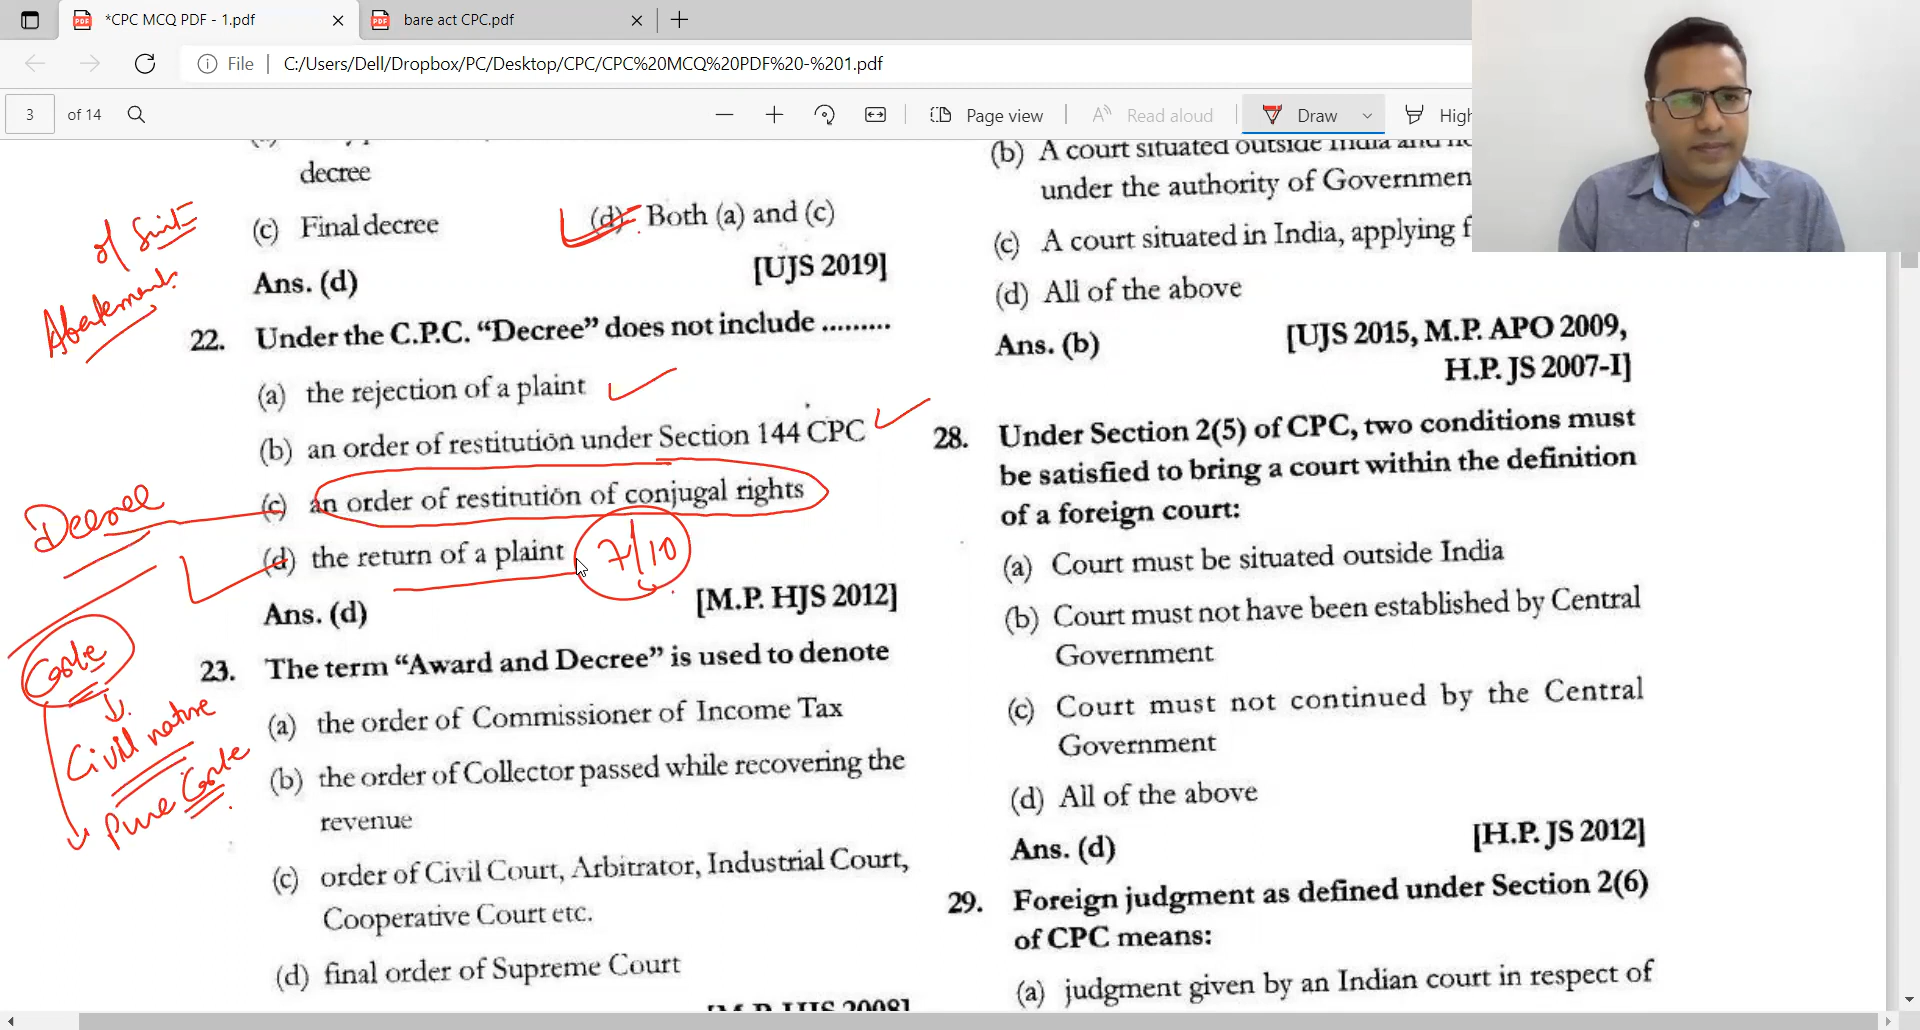 *CPC MCQ PDF - 1.pdf
bare act CPC.pdf
File
C:/Users/Dell/Dropbox/PC/Desktop/CPC/CPC%20MCQ%20PDF%20-%201.pdf
3 of 14
Page view
Read aloud
Draw
High
decree
(c) Final decree
(d) Both (a) and (c)
Ans. (d)
[UJS 2019]
of Suit
Abatement
22. Under the C.P.C. “Decree” does not include .........
(a) the rejection of a plaint
(b) an order of restitution under Section 144 CPC
(c) an order of restitution of conjugal rights
(d) the return of a plaint
7/10
Ans. (d)
[M.P. HJS 2012]
Decree
Caste
Civil nature
Pure Caste
23. The term “Award and Decree” is used to denote
(a) the order of Commissioner of Income Tax
(b) the order of Collector passed while recovering the
revenue
(c) order of Civil Court, Arbitrator, Industrial Court,
Cooperative Court etc.
(d) final order of Supreme Court
(b) A court situated outside India and
under the authority of Governmen
(c) A court situated in India, applying f
(d) All of the above
Ans. (b)
[UJS 2015, M.P. APO 2009,
H.P. JS 2007-I]
28. Under Section 2(5) of CPC, two conditions must
be satisfied to bring a court within the definition
of a foreign court:
(a) Court must be situated outside India
(b) Court must not have been established by Central
Government
(c) Court must not continued by the Central
Government
(d) All of the above
Ans. (d)
[H.P. JS 2012]
29. Foreign judgment as defined under Section 2(6)
of CPC means:
(a) judgment given by an Indian court in respect of